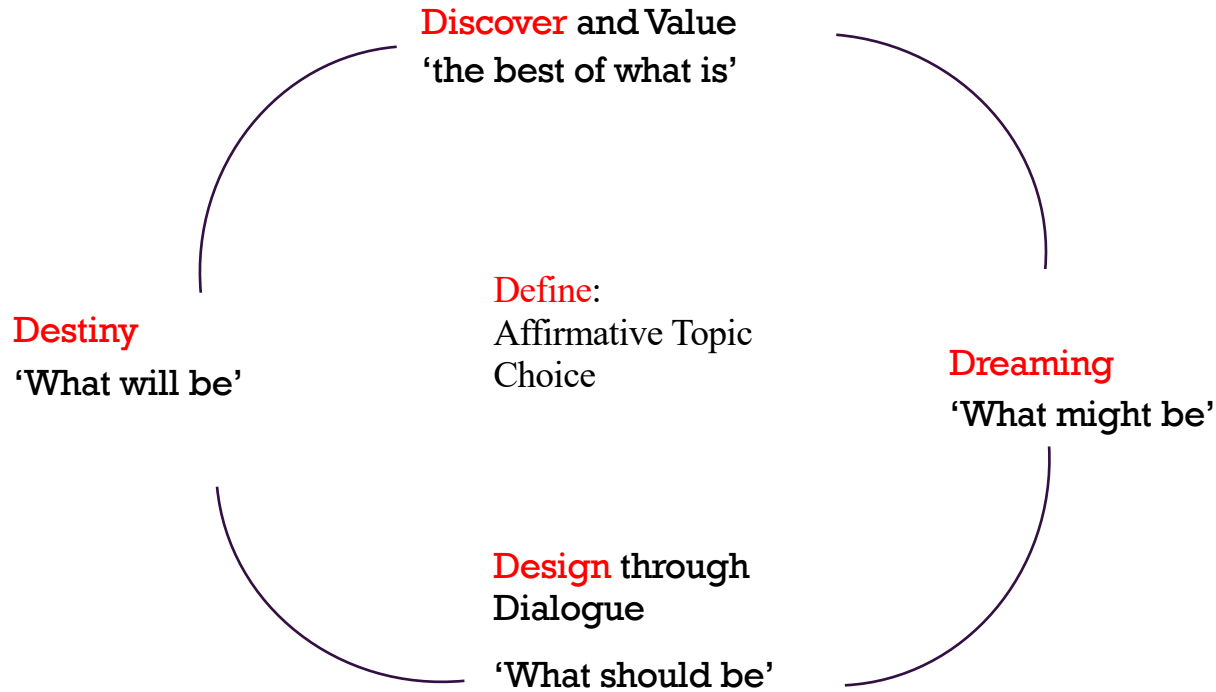 Discover and Value
‘the best of what is’
Define:
Affirmative Topic
Choice
Destiny
‘What will be’
Dreaming
‘What might be’
Design through
Dialogue
‘What should be’